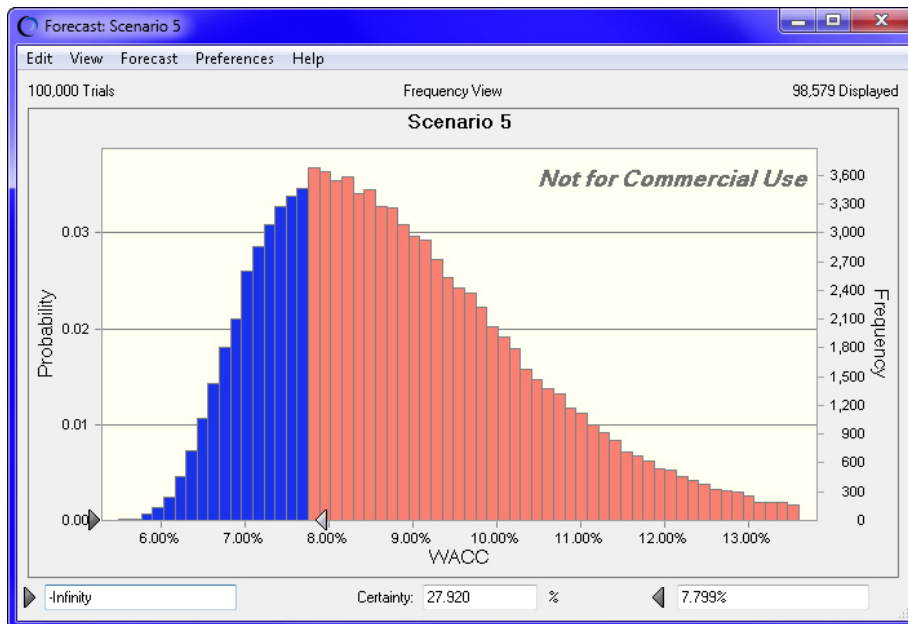 Forecast: Scenario 5
Edit View Forecast Preferences Help
100,000 Trials Frequency View 98,579 Displayed
Scenario 5
Not for Commercial Use
Probability
0.03
0.02
0.01
0.00
3,600
3,300
3,000
2,700
2,400
2,100
1,800
1,500
1,200
900
600
300
0
Frequency
6.00% 7.00% 8.00% 9.00% 10.00% 11.00% 12.00% 13.00%
WACC
-Infinity Certainty: 27.920 % 7.799%